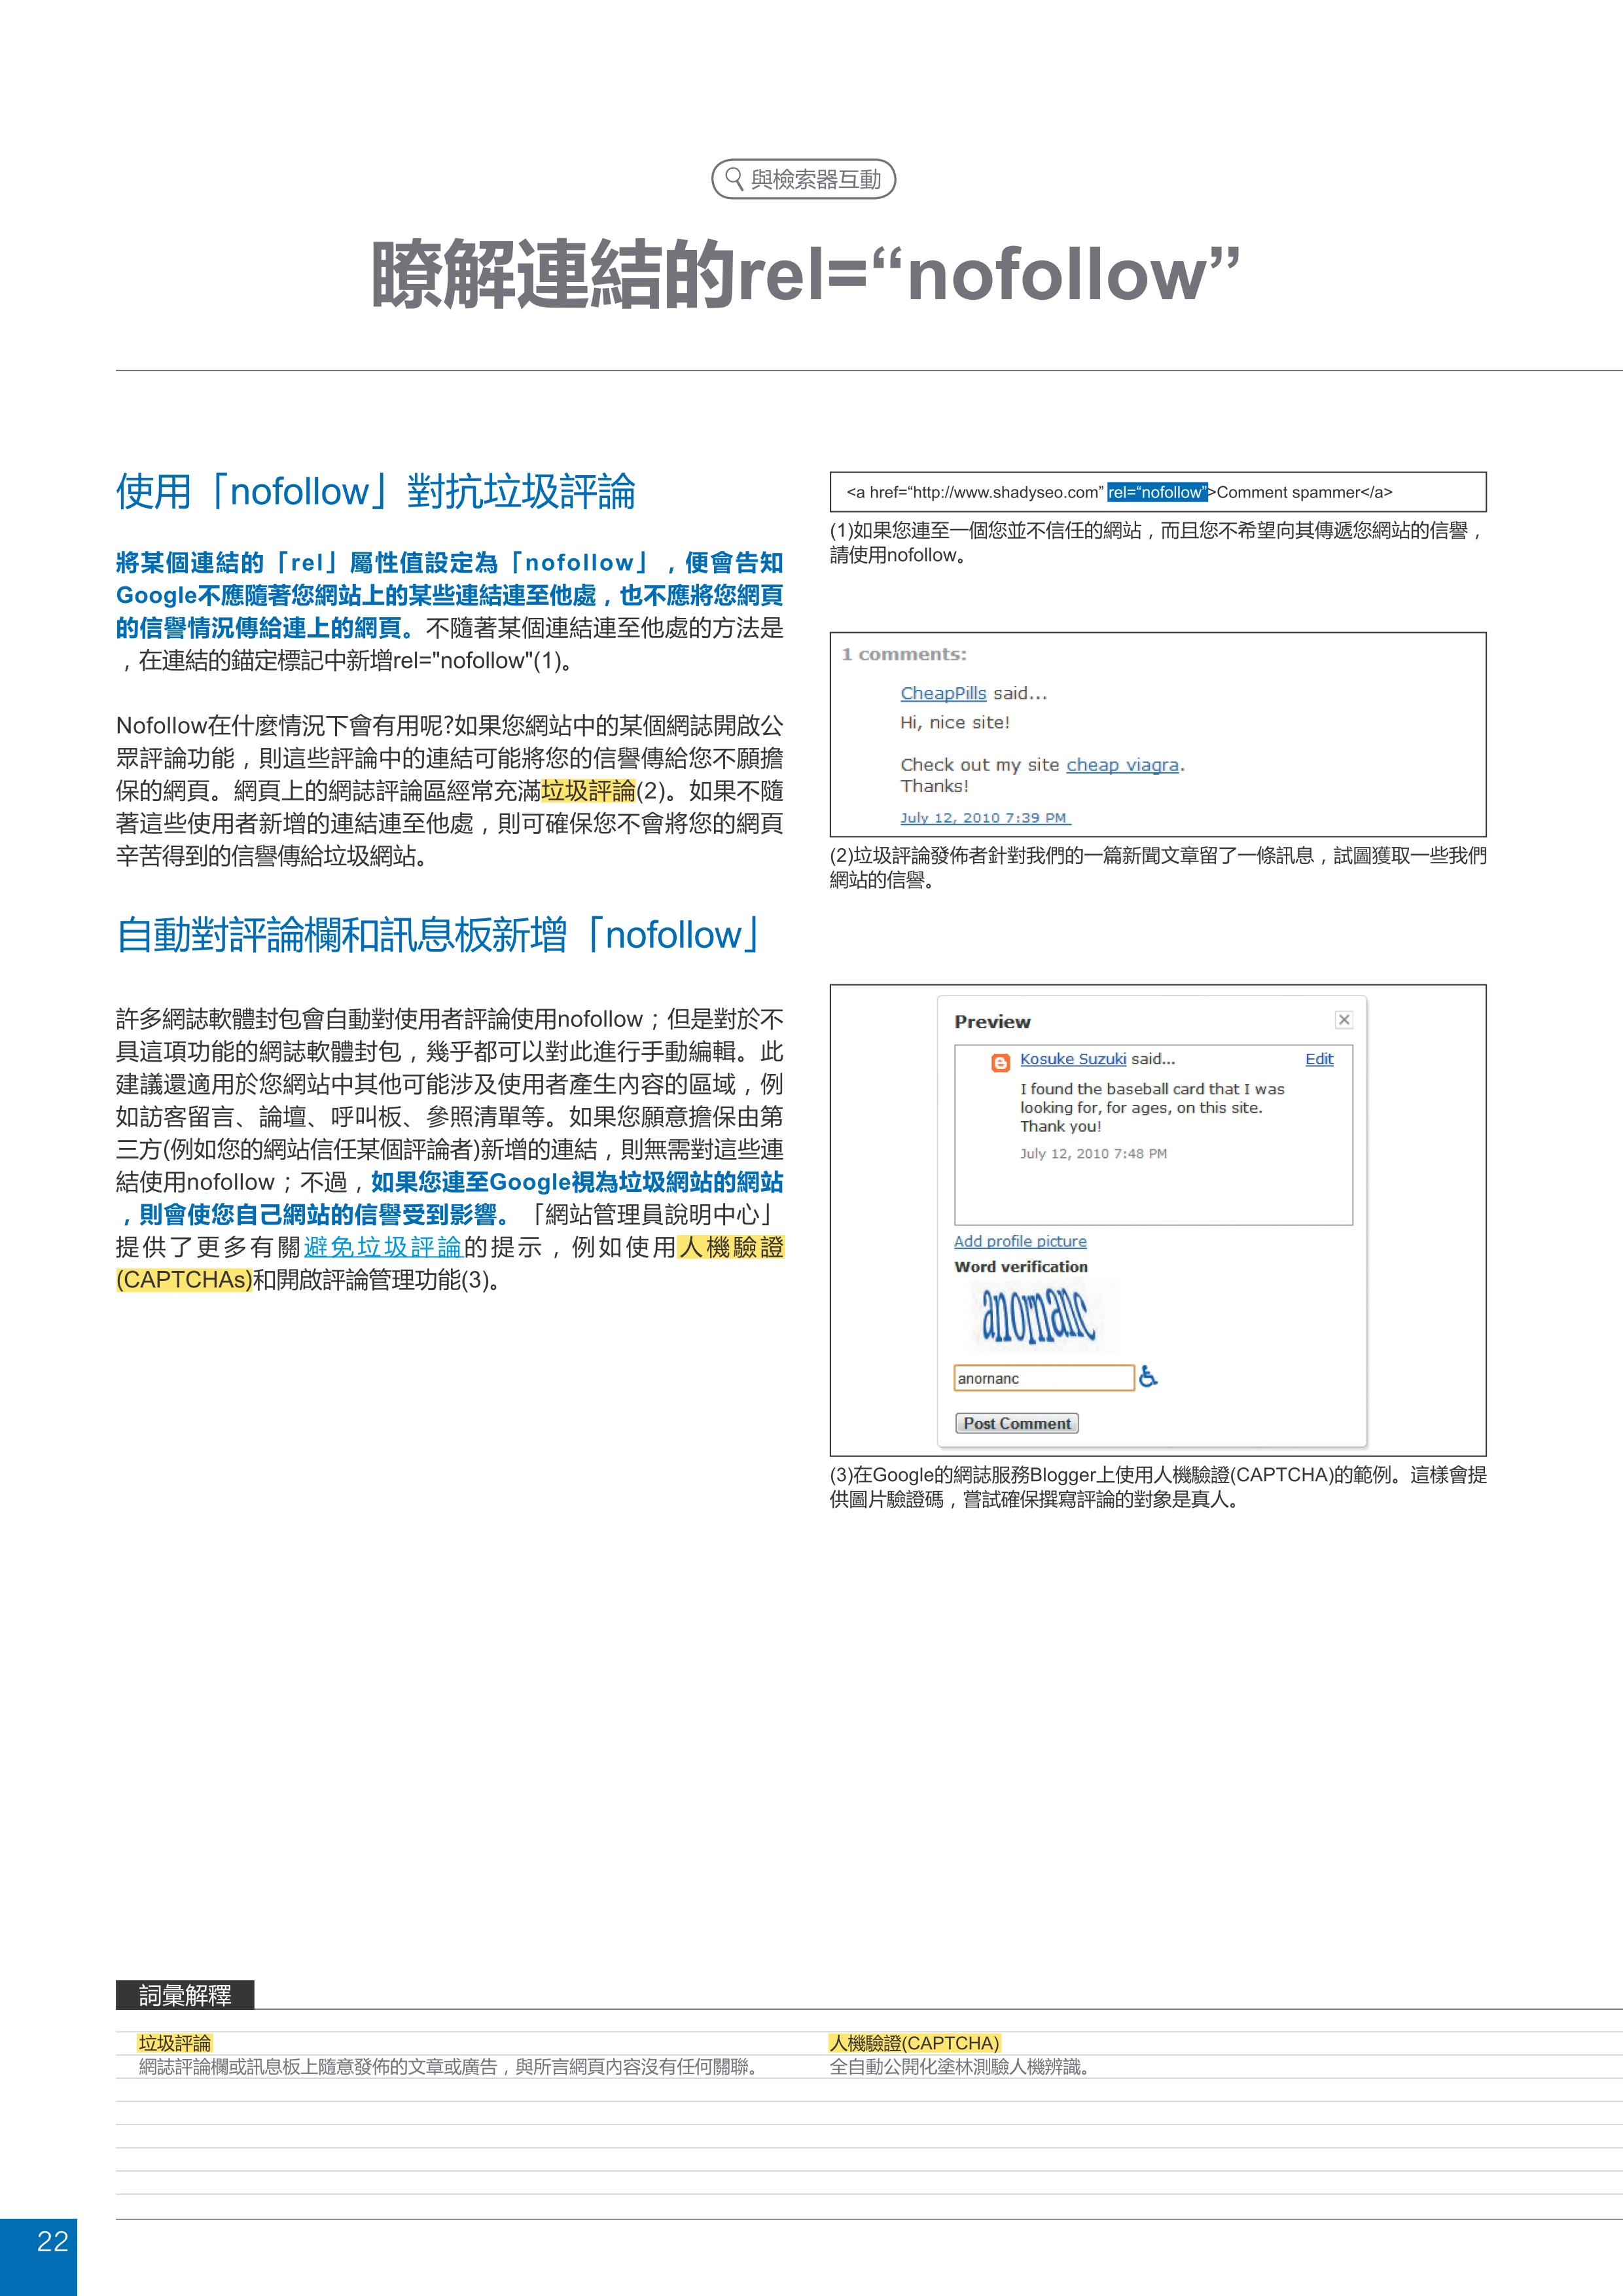 與檢索器互動
瞭解連結的rel=“nofollow”
使用「nofollow」對抗垃圾評論
將某個連結的「rel」屬性值設定為「nofollow」，便會告知
Google不應隨著您網站上的某些連結連至他處，也不應將您網頁
的信譽情況傳給連上的網頁。不隨著某個連結連至他處的方法是
，在連結的錨定標記中新增rel="nofollow"(1)。
Nofollow在什麼情況下會有用呢?如果您網站中的某個網誌開啟公
眾評論功能，則這些評論中的連結可能將您的信譽傳給您不願擔
保的網頁。網頁上的網誌評論區經常充滿垃圾評論(2)。如果不隨
著這些使用者新增的連結連至他處，則可確保您不會將您的網頁
辛苦得到的信譽傳給垃圾網站。
自動對評論欄和訊息板新增「nofollow」
許多網誌軟體封包會自動對使用者評論使用nofollow；但是對於不
具這項功能的網誌軟體封包，幾乎都可以對此進行手動編輯。此
建議還適用於您網站中其他可能涉及使用者產生內容的區域，例
如訪客留言、論壇、呼叫板、參照清單等。如果您願意擔保由第
三方(例如您的網站信任某個評論者)新增的連結，則無需對這些連
結使用nofollow；不過，如果您連至Google視為垃圾網站的網站
，則會使您自己網站的信譽受到影響。「網站管理員說明中心」
提供了更多有關避免垃圾評論的提示，例如使用人機驗證
(CAPTCHAs)和開啟評論管理功能(3)。
<a href=“http://www.shadyseo.com” rel=“nofollow”>Comment spammer</a>
(1)如果您連至一個您並不信任的網站，而且您不希望向其傳遞您網站的信譽，
請使用nofollow。
1 comments:
CheapPills said...
Hi, nice site!
Check out my site cheap viagra.
Thanks!
July 12, 2010 7:39 PM
(2)垃圾評論發佈者針對我們的一篇新聞文章留了一條訊息，試圖獲取一些我們
網站的信譽。
Preview
Kosuke Suzuki said... Edit
I found the baseball card that I was
looking for, for ages, on this site.
Thank you!
July 12, 2010 7:48 PM
Add profile picture
Word verification
anornanc
anornanc
Post Comment
(3)在Google的網誌服務Blogger上使用人機驗證(CAPTCHA)的範例。這樣會提
供圖片驗證碼，嘗試確保撰寫評論的對象是真人。
詞彙解釋
垃圾評論
網誌評論欄或訊息板上隨意發佈的文章或廣告，與所言網頁內容沒有任何關聯。
人機驗證(CAPTCHA)
全自動公開化塗林測驗人機辨識。
22